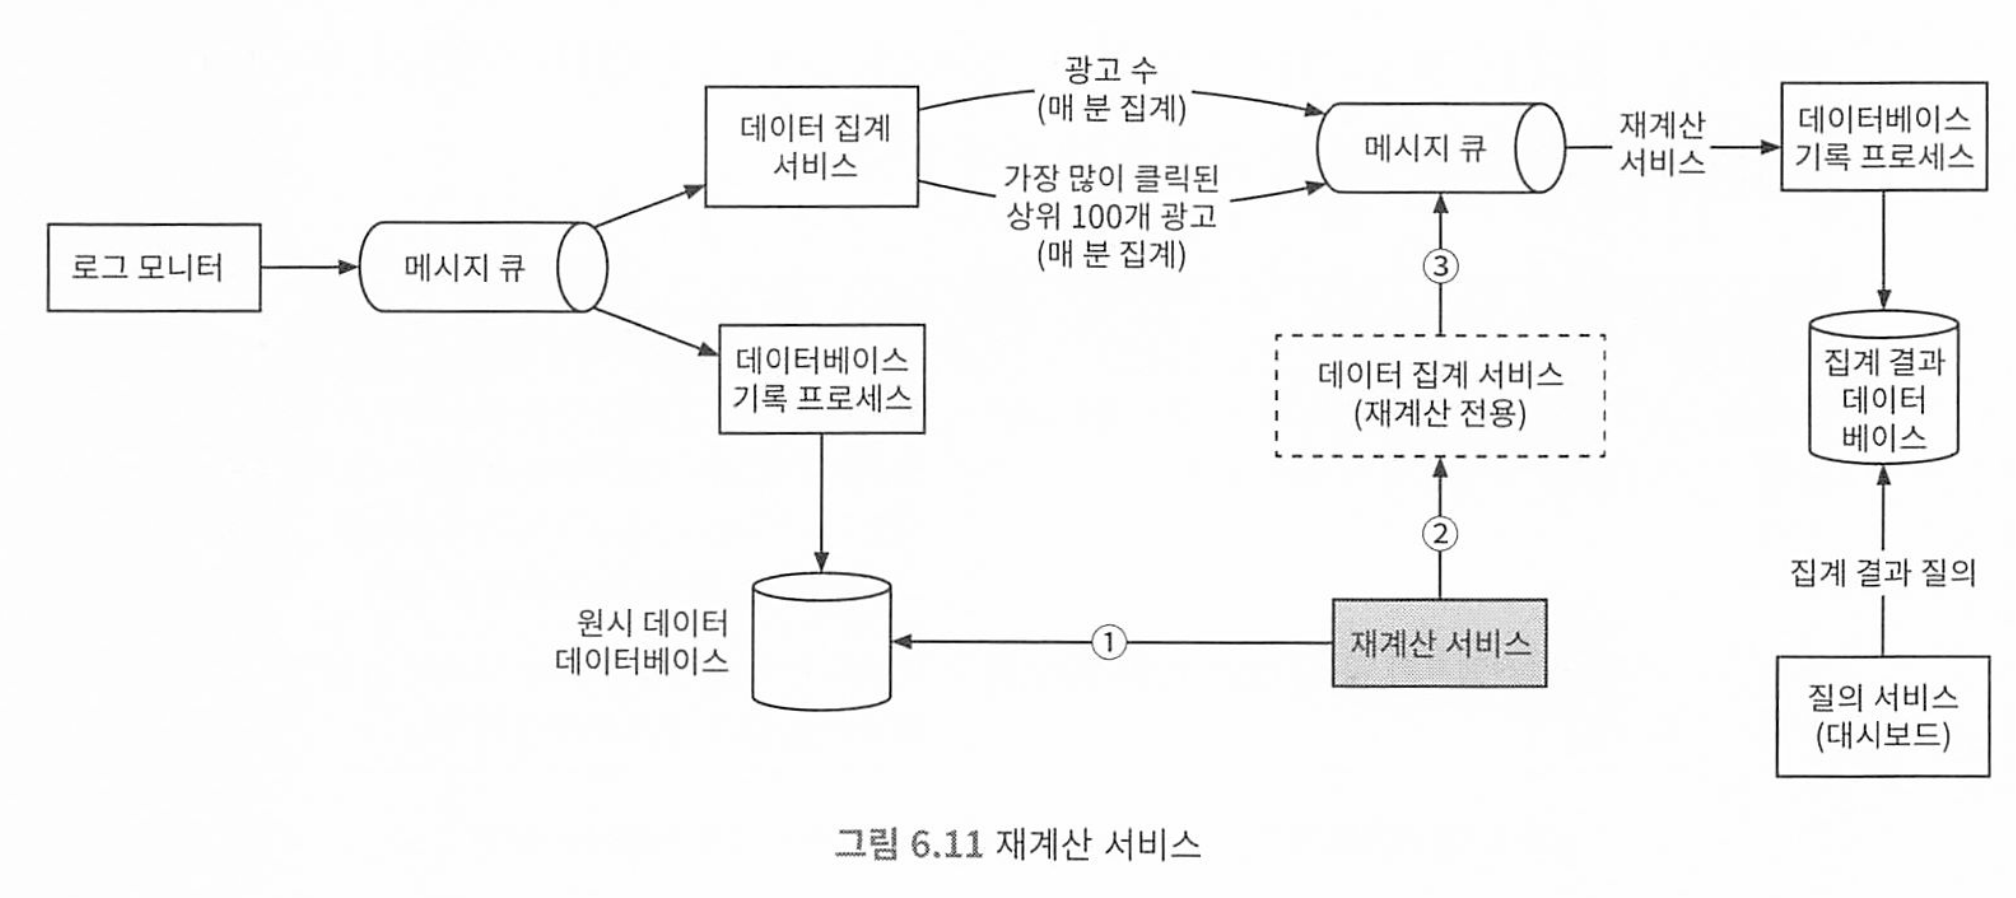 로그 모니터
메시지 큐
데이터 집계
서비스
데이터베이스
기록 프로세스
원시 데이터
데이터베이스
광고 수
(매 분 집계)
가장 많이 클릭된
상위 100개 광고
(매 분 집계)
메시지 큐
③
데이터 집계 서비스
(재계산 전용)
②
①
재계산 서비스
재계산
서비스
데이터베이스
기록 프로세스
집계 결과
데이터
베이스
집계 결과 질의
질의 서비스
(대시보드)
그림 6.11 재계산 서비스